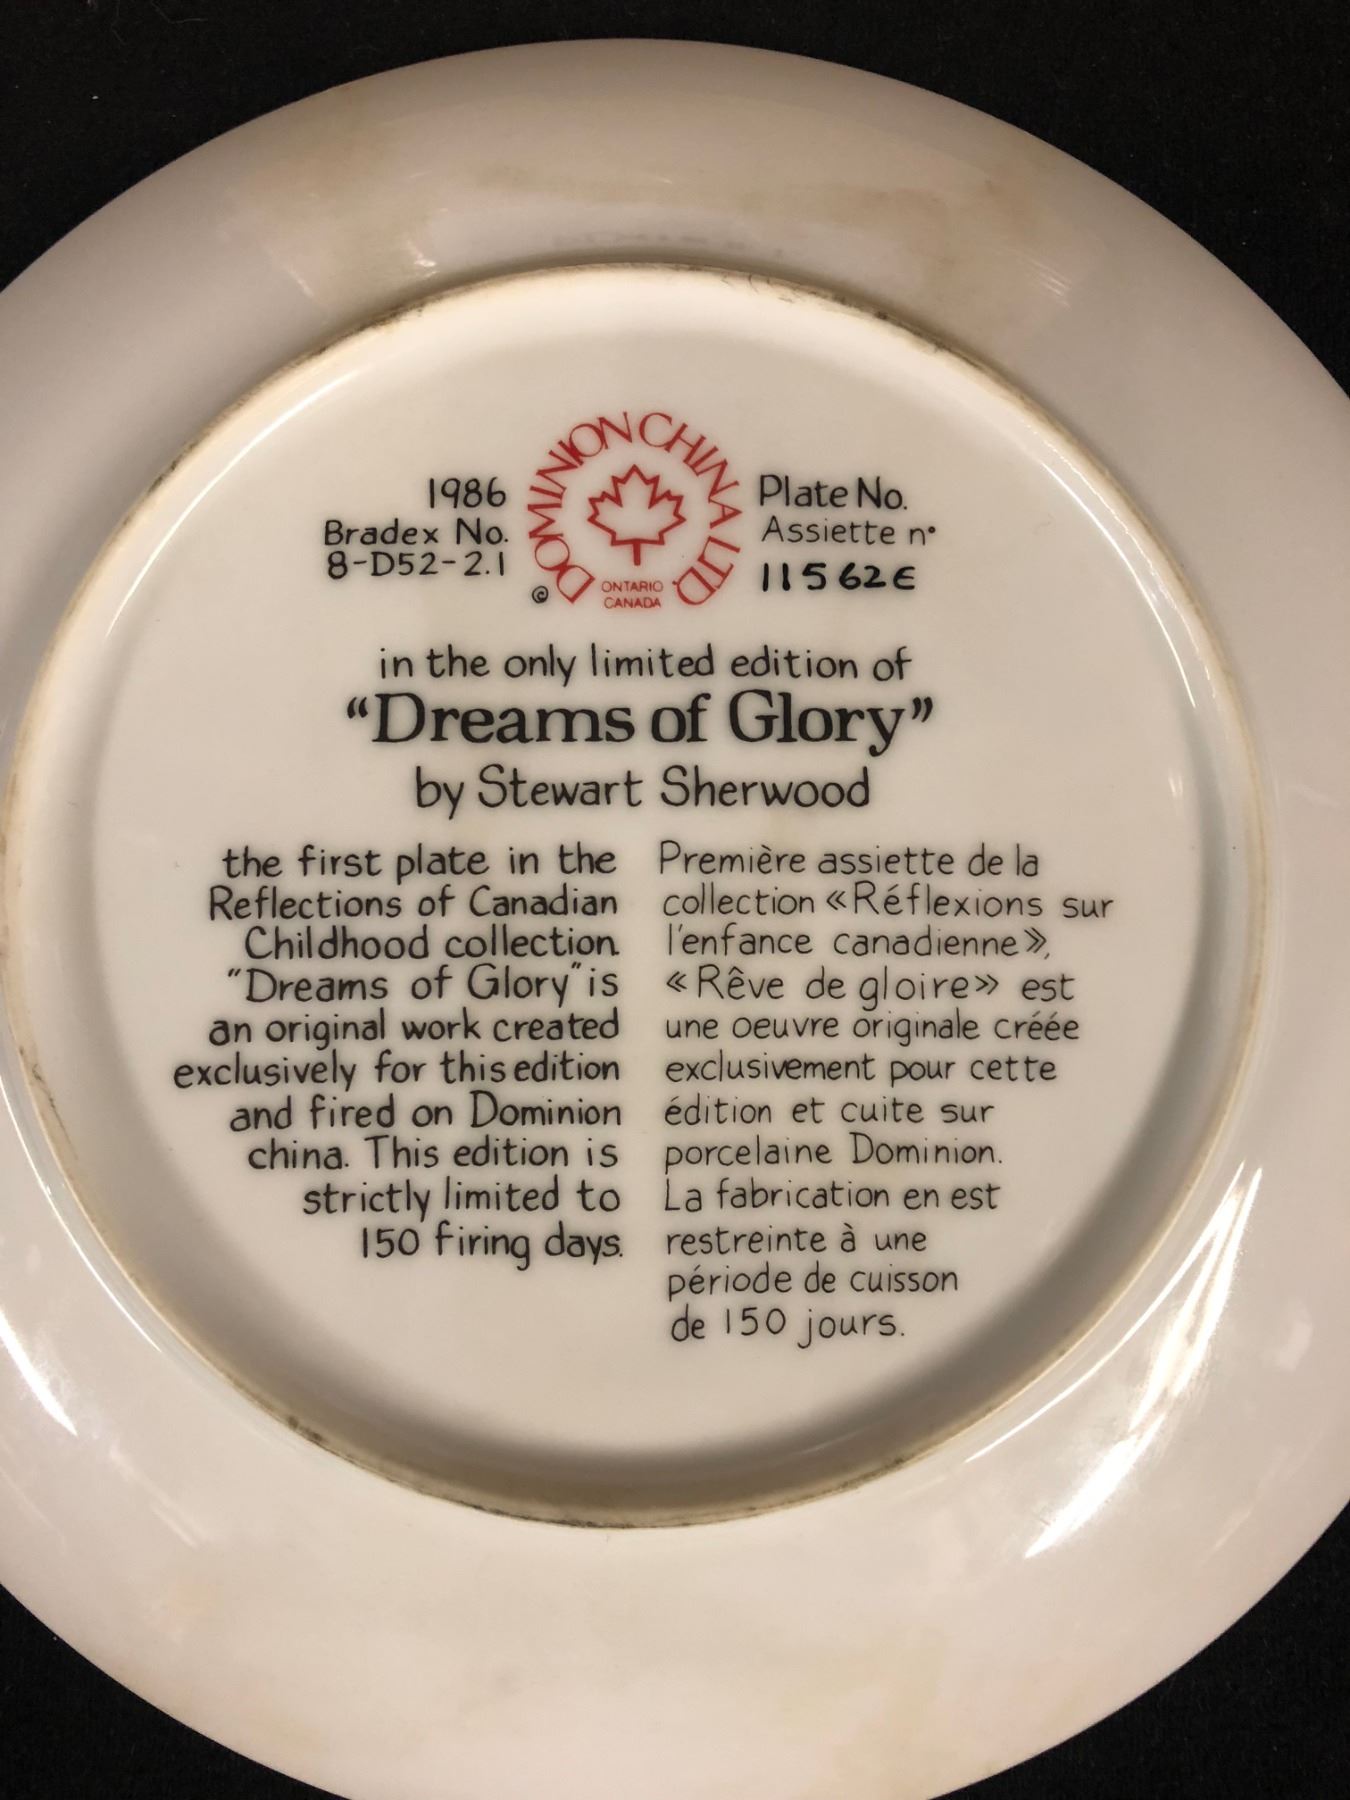 1986
Bradex No.
8-D52-2.1
©
DOMINION CHINA LTD.
ONTARIO
CANADA
Plate No.
Assiette n°
11562E
in the only limited edition of
“Dreams of Glory”
by Stewart Sherwood
the first plate in the
Reflections of Canadian
Childhood collection.
“Dreams of Glory” is
an original work created
exclusively for this edition
and fired on Dominion
china. This edition is
strictly limited to
150 firing days.
Première assiette de la
collection «Réflexions sur
l'enfance canadienne»,
«Rêve de gloire» est
une oeuvre originale créée
exclusivement pour cette
édition et cuite sur
porcelaine Dominion.
La fabrication en est
restreinte à une
période de cuisson
de 150 jours.